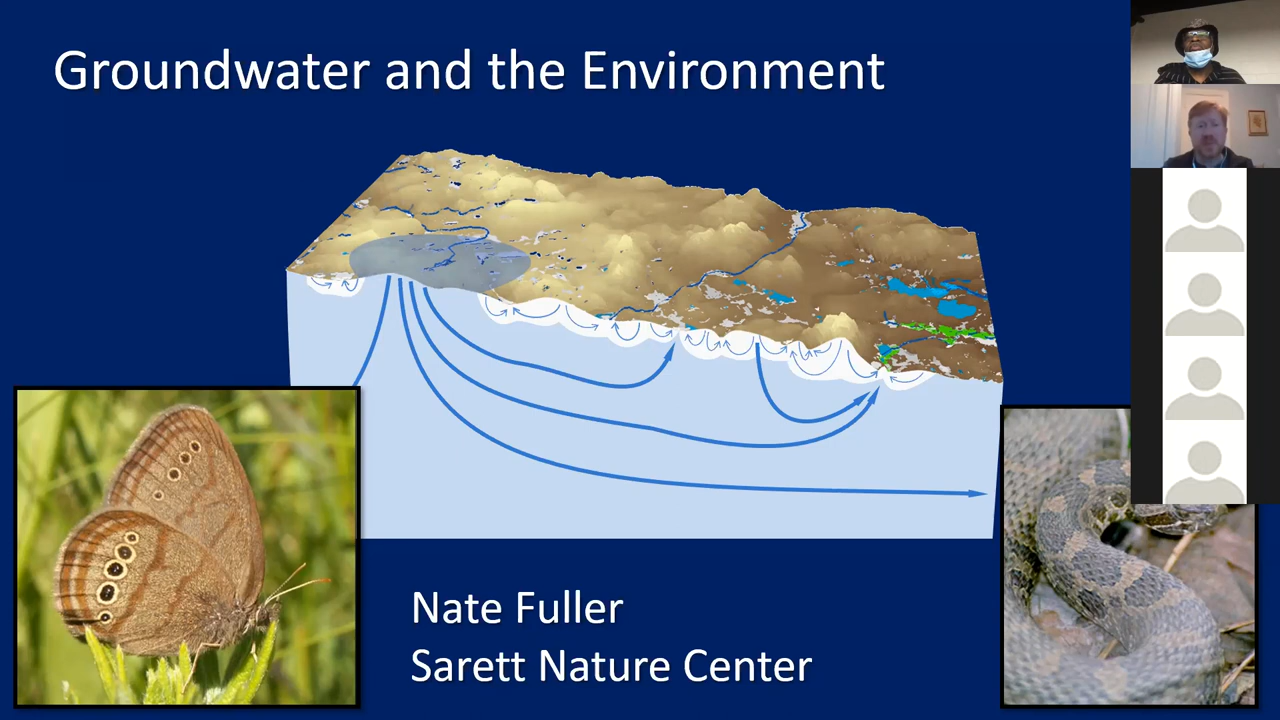 Groundwater and the Environment
Nate Fuller
Sarett Nature Center